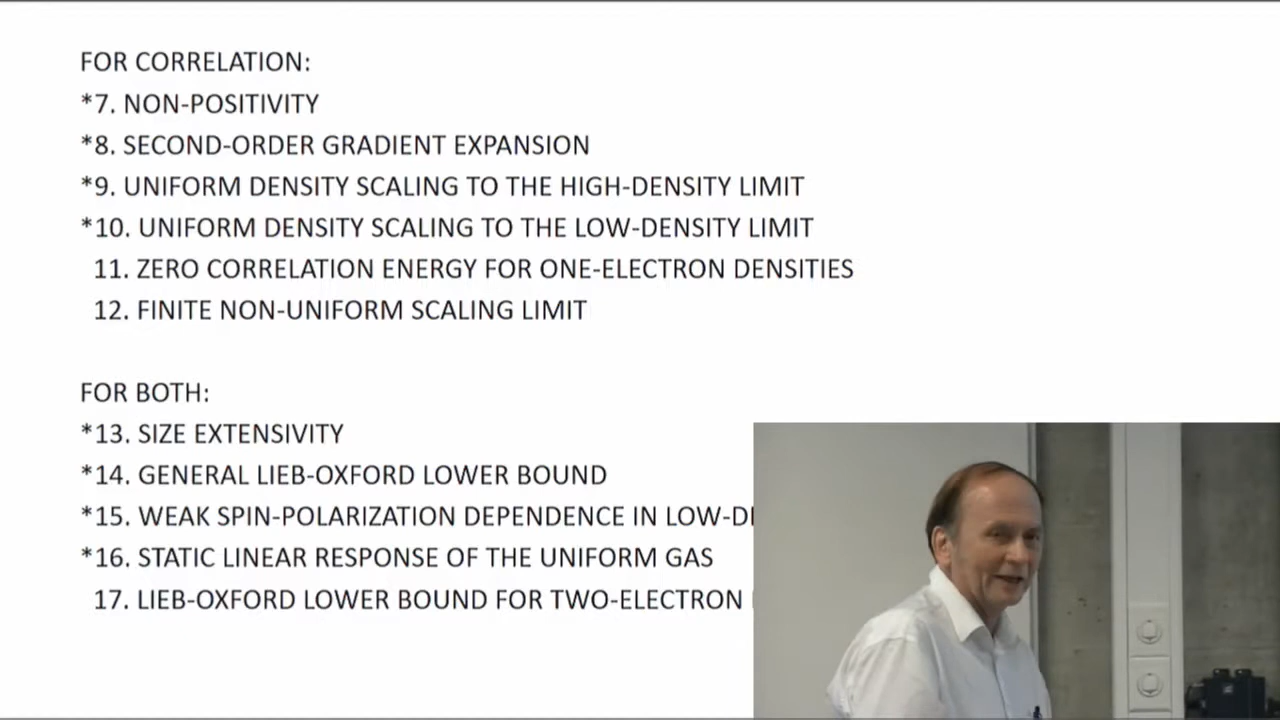 FOR CORRELATION:
*7. NON-POSITIVITY
*8. SECOND-ORDER GRADIENT EXPANSION
*9. UNIFORM DENSITY SCALING TO THE HIGH-DENSITY LIMIT
*10. UNIFORM DENSITY SCALING TO THE LOW-DENSITY LIMIT
11. ZERO CORRELATION ENERGY FOR ONE-ELECTRON DENSITIES
12. FINITE NON-UNIFORM SCALING LIMIT
FOR BOTH:
*13. SIZE EXTENSIVITY
*14. GENERAL LIEB-OXFORD LOWER BOUND
*15. WEAK SPIN-POLARIZATION DEPENDENCE IN
*16. STATIC LINEAR RESPONSE OF THE UNIFORM GAS
17. LIEB-OXFORD LOWER BOUND FOR TWO-ELECTRON